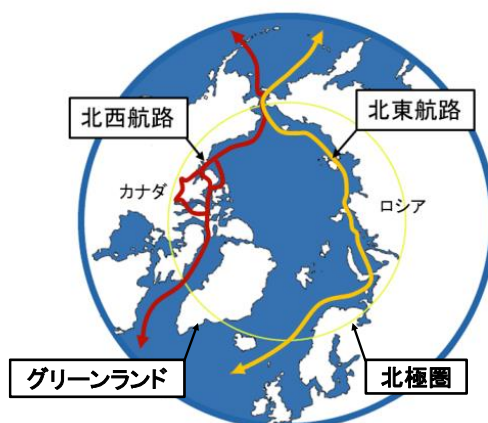 北西航路
北東航路
カナダ
ロシア
グリーンランド
北極圏